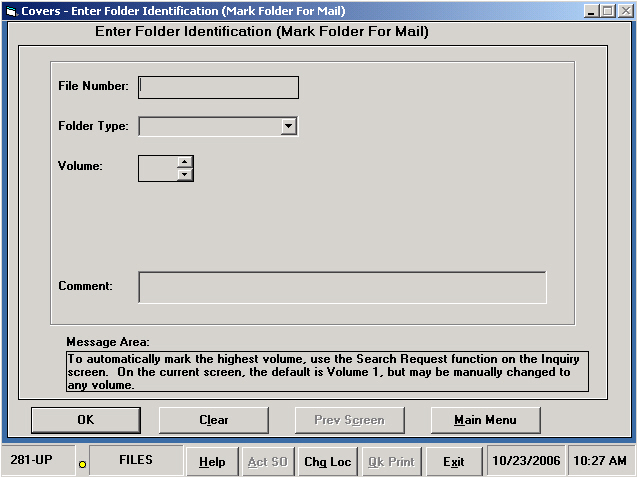 Covers - Enter Folder Identification (Mark Folder For Mail)
Enter Folder Identification (Mark Folder For Mail)
File Number:
Folder Type:
Volume:
Comment:
Message Area:
To automatically mark the highest volume, use the Search Request function on the Inquiry
screen.  On the current screen, the default is Volume 1, but may be manually changed to
any volume.
OK Clear Prev Screen Main Menu
281-UP FILES Help Act SO Chg Loc Qk Print Exit 10/23/2006 10:27 AM